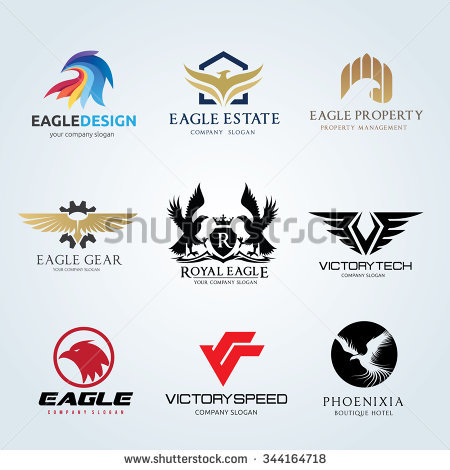 EAGLEDESIGN
your company slogan
EAGLE ESTATE
COMPANY SLOGAN
EAGLE PROPERTY
PROPERTY MANAGEMENT
EAGLE GEAR
YOUR COMPANY SLOGAN
R
ROYAL EAGLE
YOUR COMPANY SLOGAN
VICTORYTECH
COMPANY SLOGAN
EAGLE
COMPANY SLOGAN
VICTORYSPEED
COMPANY SLOGAN
PHOENIXIA
BOUTIQUE HOTEL
shutterstock
www.shutterstock.com · 344164718